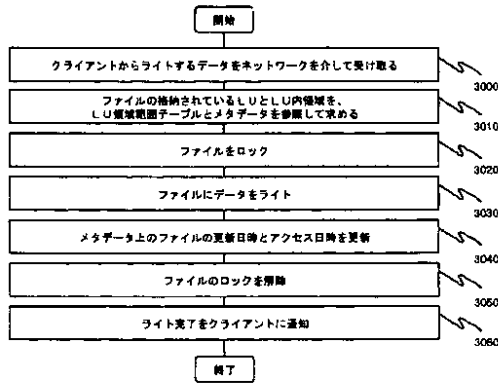 開始
クライアントからライトするデータをネットワークを介して受け取る
3000
ファイルの格納されているLUとLU内領域を、
LU領域範囲テーブルとメタデータを参照して求める
3010
ファイルをロック
3020
ファイルにデータをライト
3030
メタデータ上のファイルの更新日時とアクセス日時を更新
3040
ファイルのロックを解除
3050
ライト完了をクライアントに通知
3060
終了